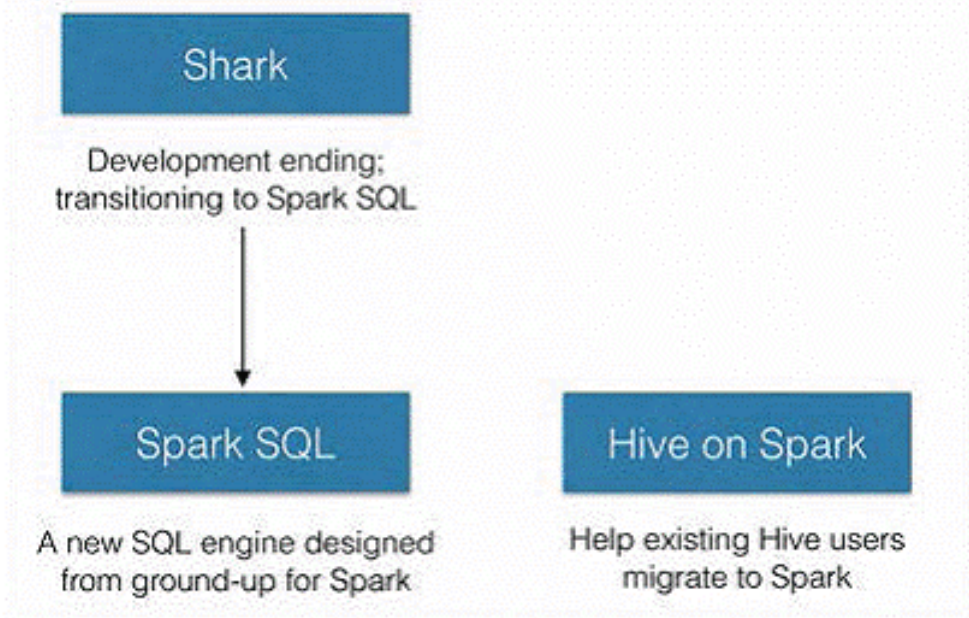 Shark
Development ending;
transitioning to Spark SQL
Spark SQL
A new SQL engine designed
from ground-up for Spark
Hive on Spark
Help existing Hive users
migrate to Spark